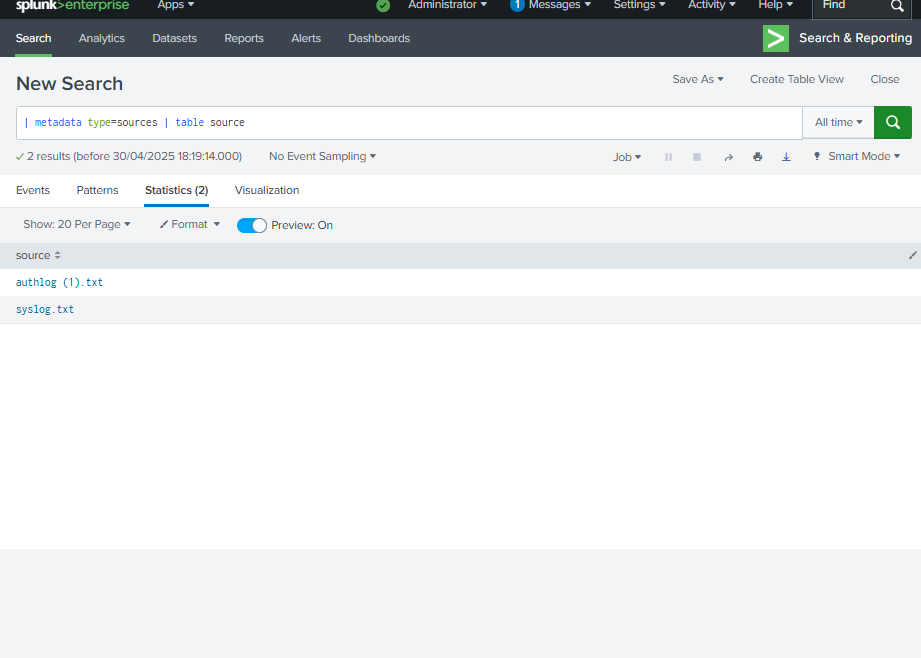 splunk>enterprise Apps Administrator 1 Messages Settings Activity Help Find
Search Analytics Datasets Reports Alerts Dashboards > Search & Reporting
New Search Save As Create Table View Close
| metadata type=sources | table source All time
2 results (before 30/04/2025 18:19:14.000) No Event Sampling Job Smart Mode
Events Patterns Statistics (2) Visualization
Show: 20 Per Page Format Preview: On
source
authlog (1).txt
syslog.txt